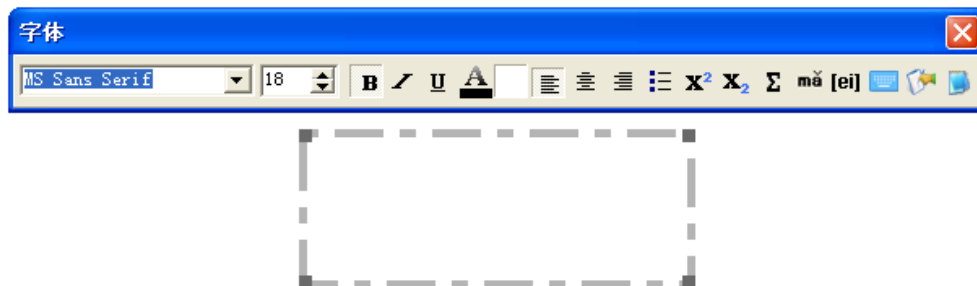 字体
MS Sans Serif 18 B I U A X² X₂ Σ mǎ [ei]